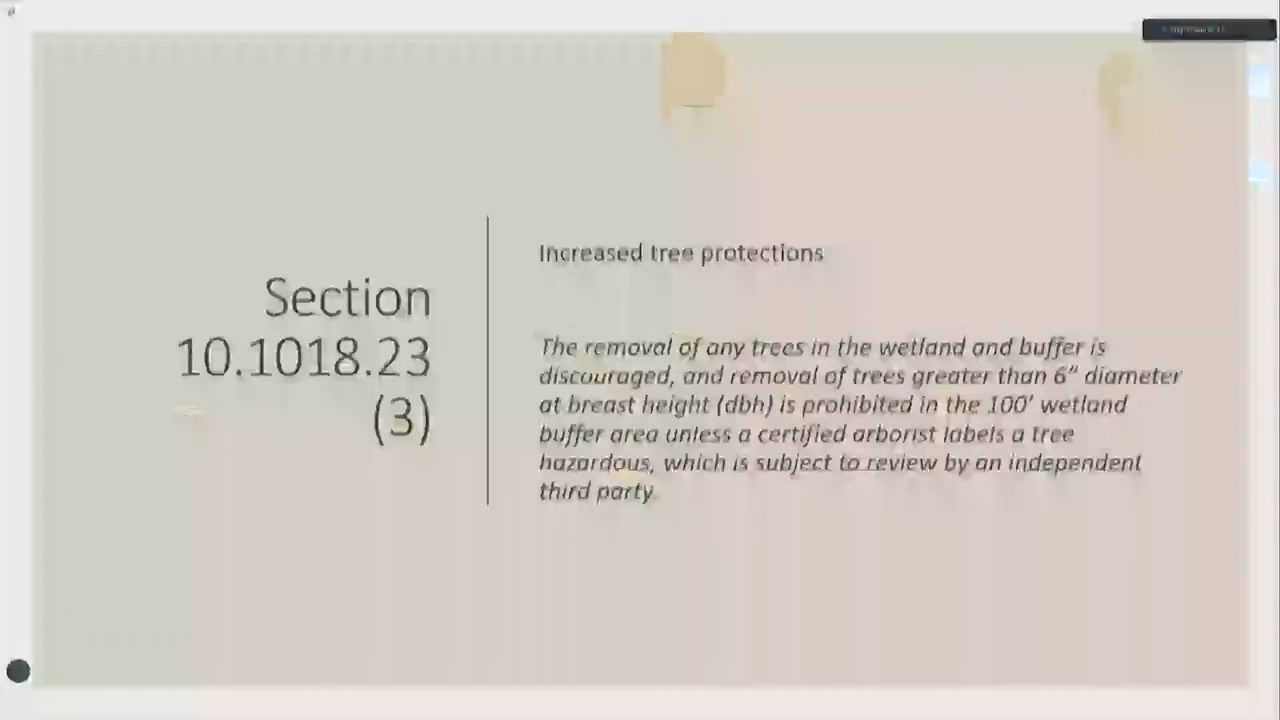 Section
10.1018.23
(3)
Increased tree protections
The removal of any trees in the wetland and buffer is
discouraged, and removal of trees greater than 6" diameter
at breast height (dbh) is prohibited in the 100' wetland
buffer area unless a certified arborist labels a tree
hazardous, which is subject to review by an independent
third party.